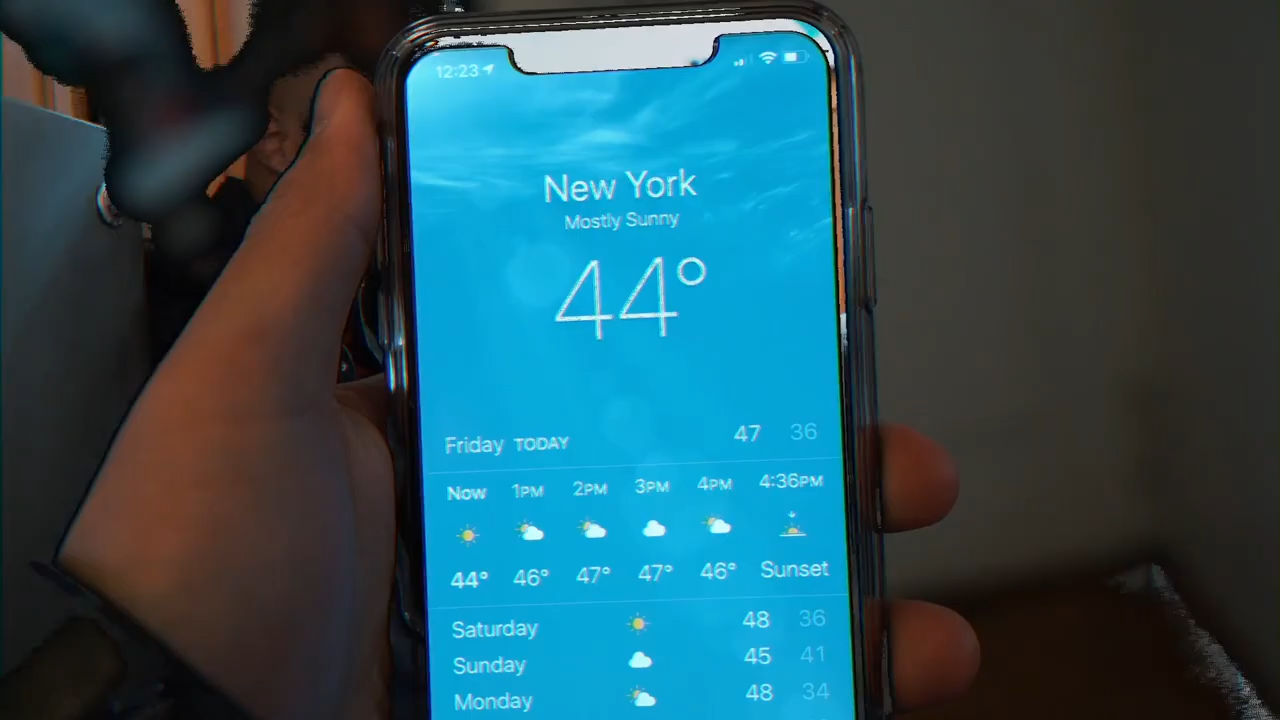 12:23
New York
Mostly Sunny
44°
Friday TODAY 47 36
Now 1PM 2PM 3PM 4PM 4:36PM
44° 46° 47° 47° 46° Sunset
Saturday 48 36
Sunday 45 41
Monday 48 34